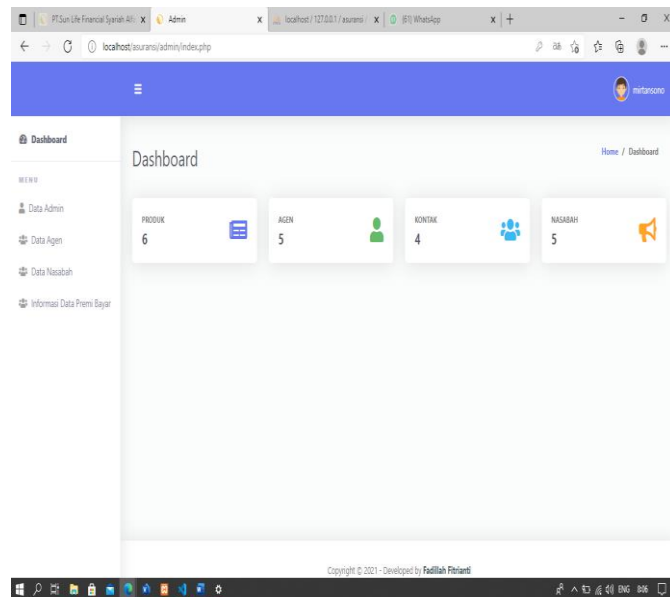 PT.Sun Life Financial Syariah
Admin
localhost / 127.0.0.1 / asuransi /
(61) WhatsApp
localhost/asuransi/admin/index.php
mirtansono
Dashboard
Dashboard
Home / Dashboard
MENU
Data Admin
Data Agen
Data Nasabah
Informasi Data Premi Bayar
PRODUK
6
AGEN
5
KONTAK
4
NASABAH
5
Copyright © 2021 - Developed by Fadillah Fitrianti
ENG